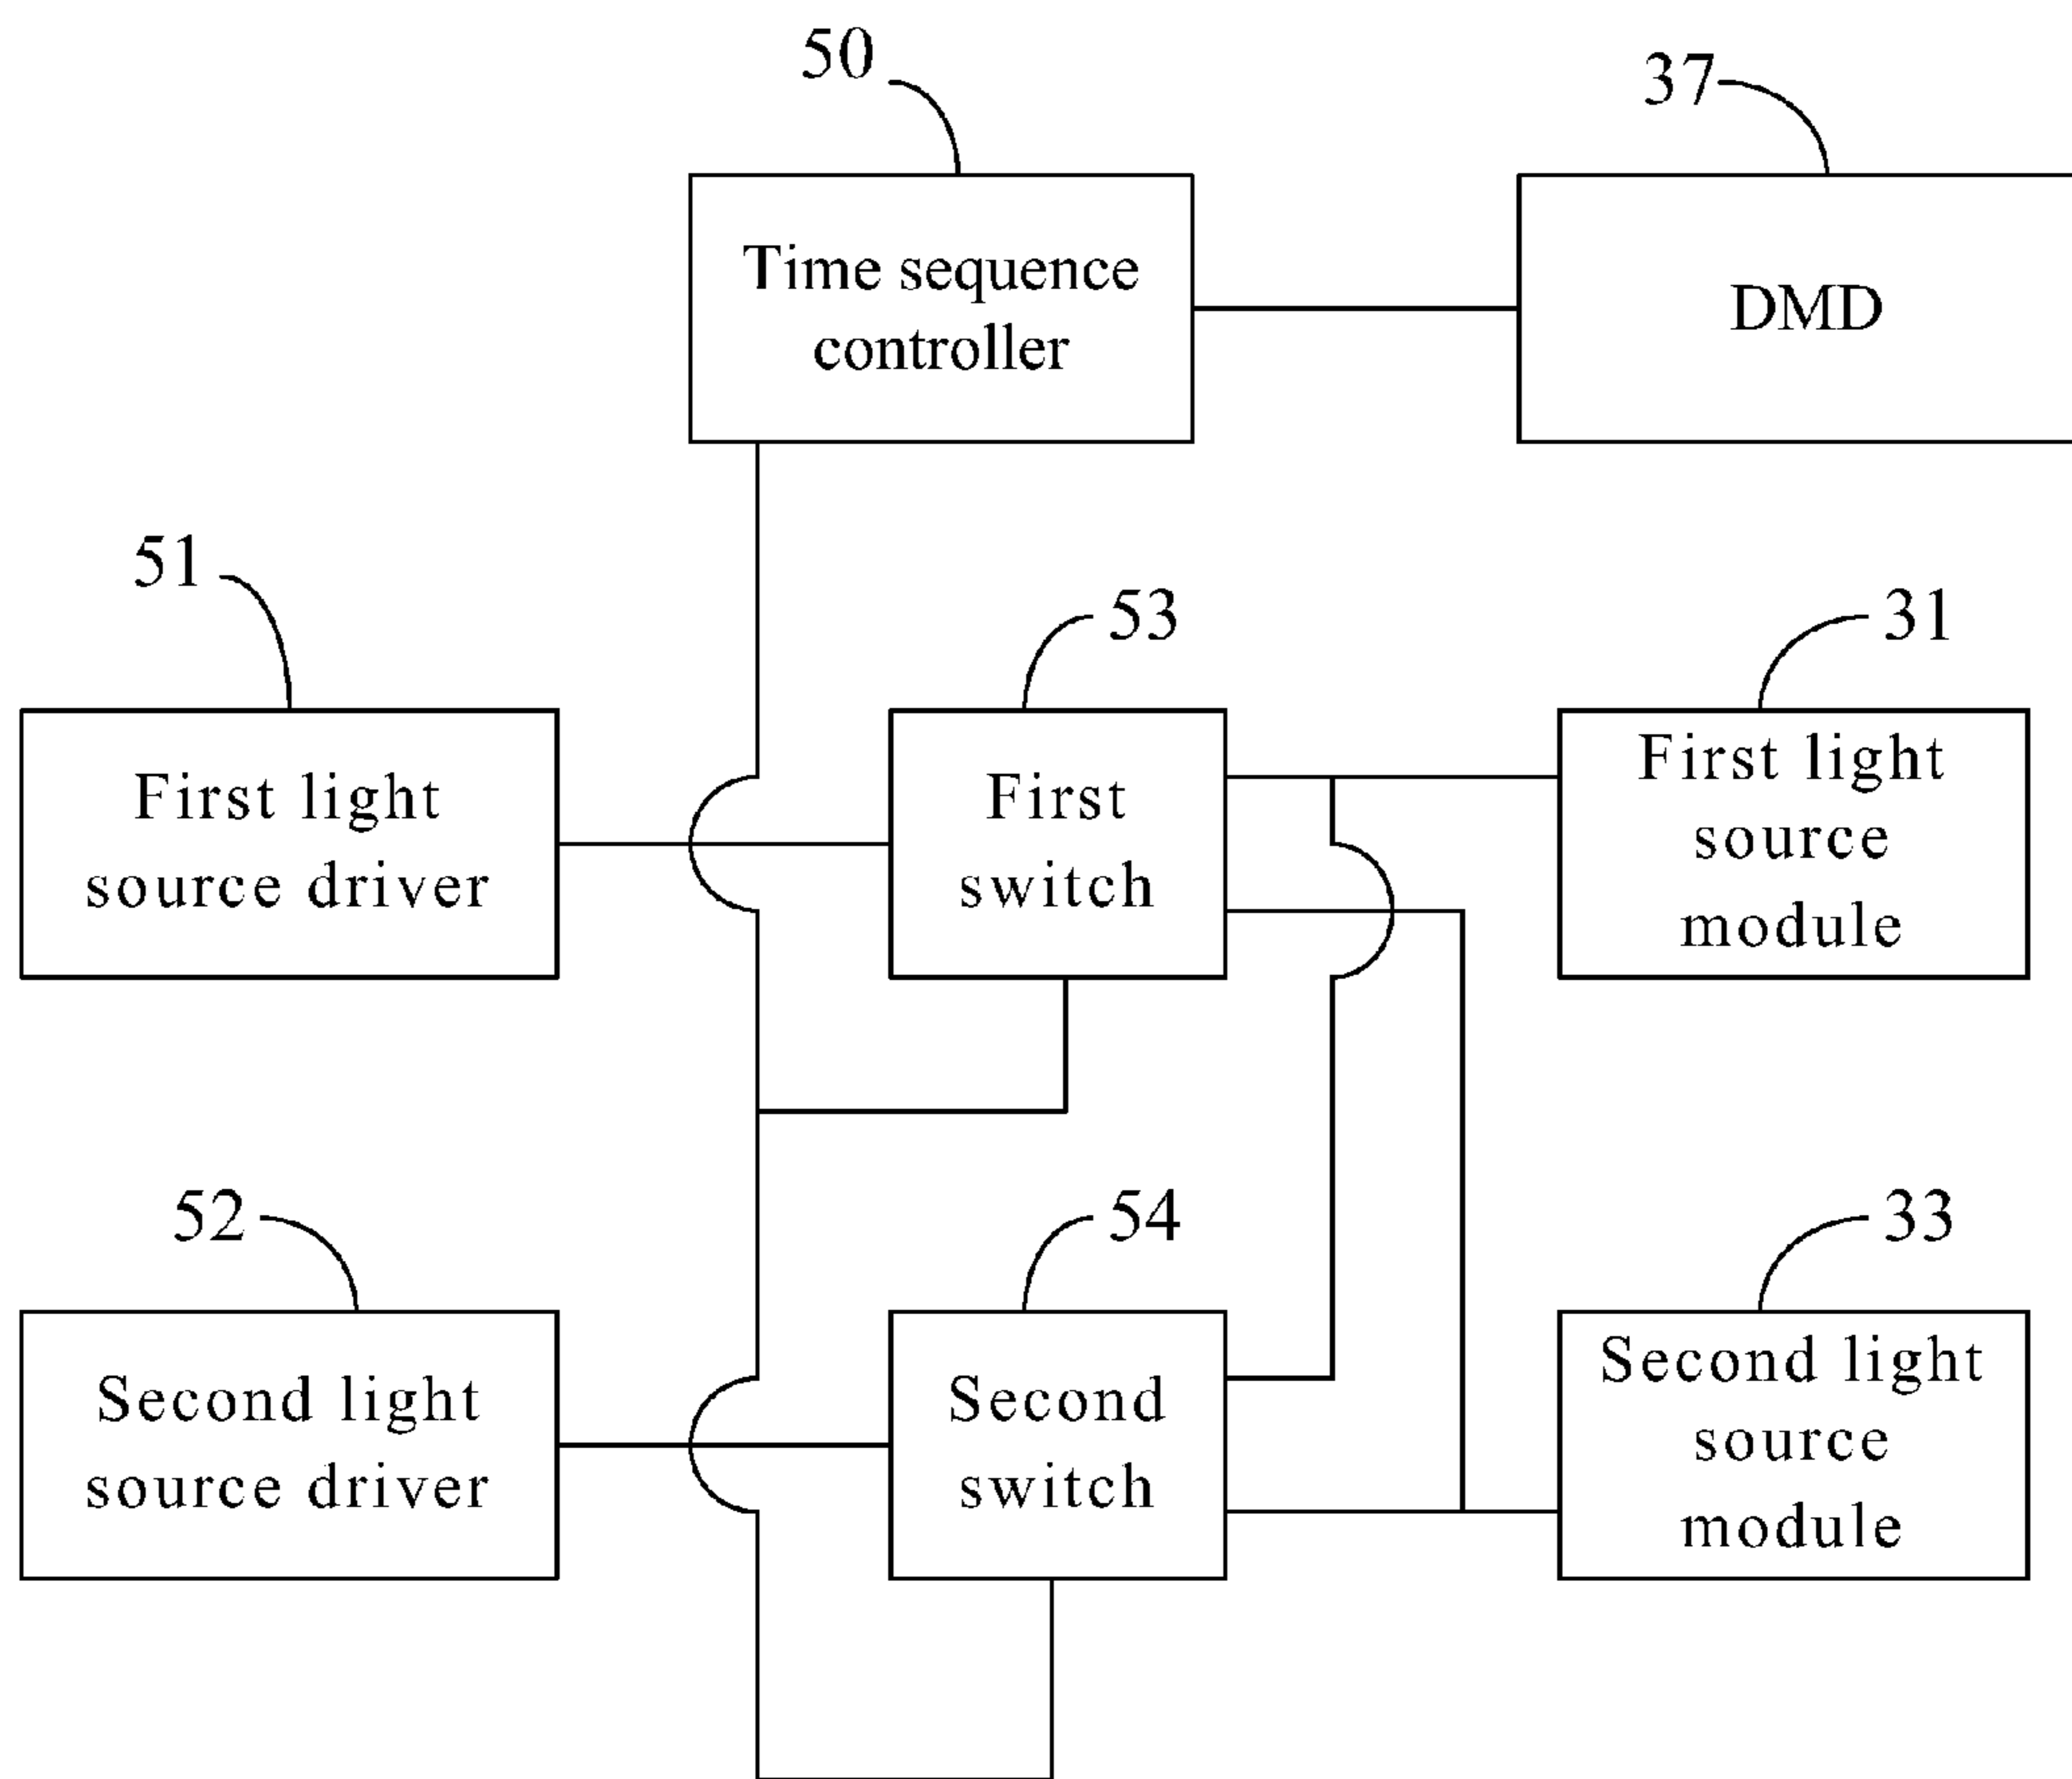 50
37
Time sequence
controller
DMD
51
53
31
First light
source driver
First
switch
First light
source
module
52
54
33
Second light
source driver
Second
switch
Second light
source
module